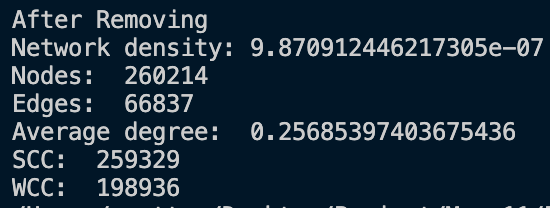 After Removing
Network density: 9.870912446217305e-07
Nodes:  260214
Edges:  66837
Average degree:  0.25685397403675436
SCC:  259329
WCC:  198936